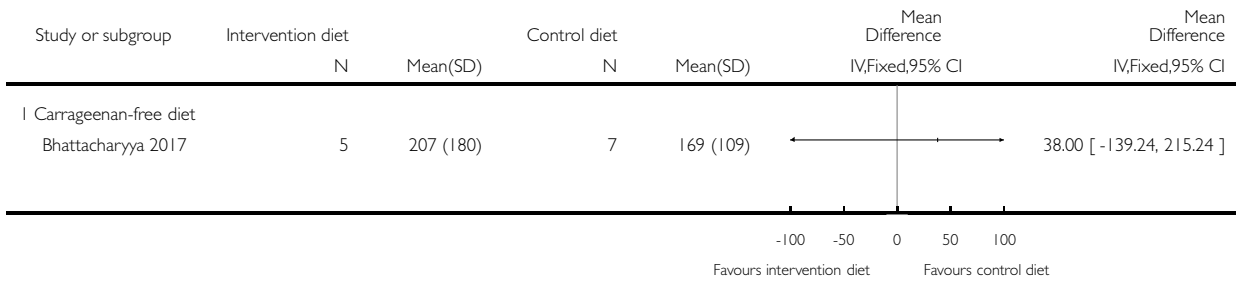 Study or subgroup Intervention diet Control diet Mean Difference Mean Difference
N Mean(SD) N Mean(SD) IV,Fixed,95% CI IV,Fixed,95% CI
1 Carrageenan-free diet
Bhattacharyya 2017 5 207 (180) 7 169 (109) 38.00 [ -139.24, 215.24 ]
-100 -50 0 50 100
Favours intervention diet Favours control diet